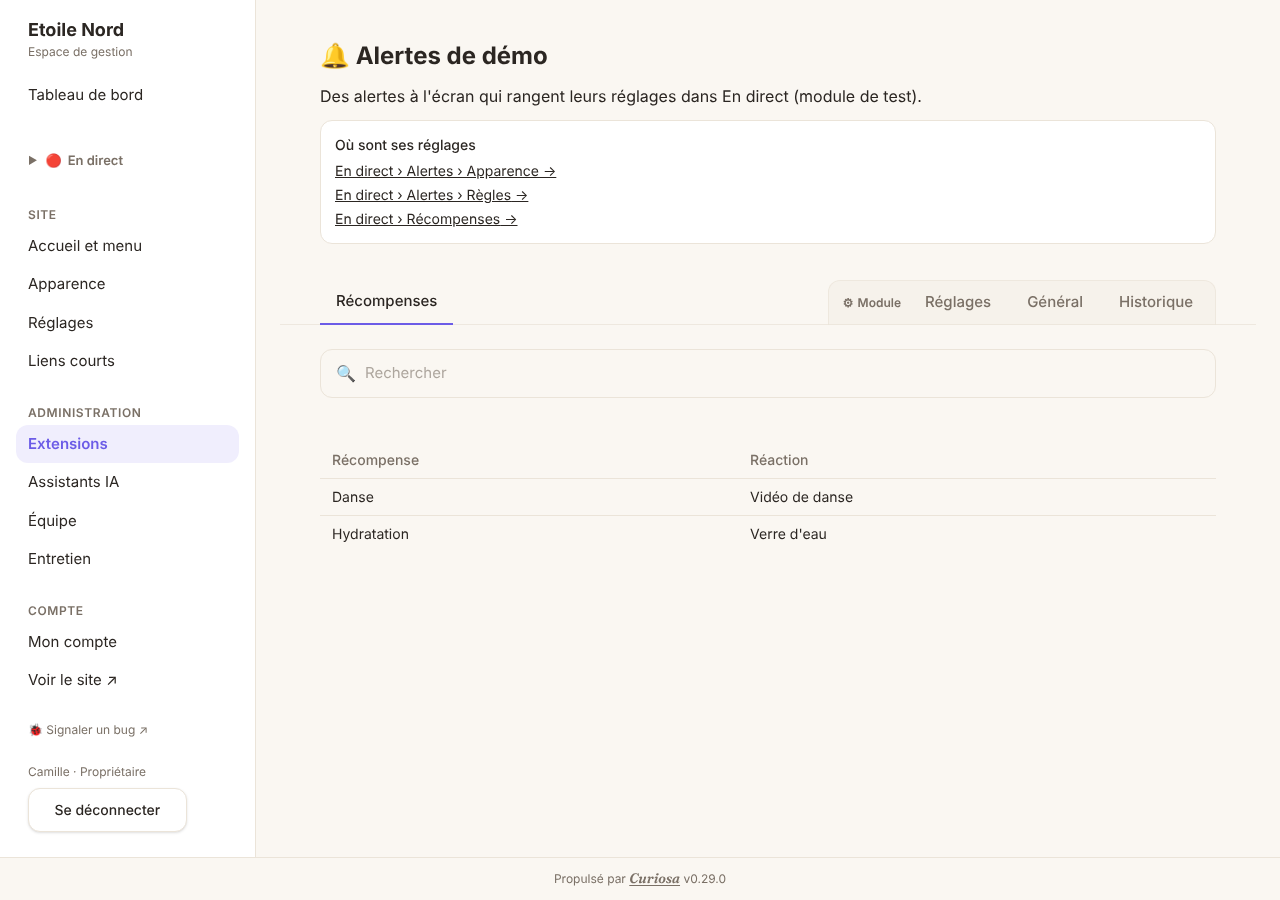 Etoile Nord
Espace de gestion
Tableau de bord
En direct
SITE
Accueil et menu
Apparence
Réglages
Liens courts
ADMINISTRATION
Extensions
Assistants IA
Équipe
Entretien
COMPTE
Mon compte
Voir le site ↗
🐞 Signaler un bug ↗
Camille · Propriétaire
Se déconnecter
🔔 Alertes de démo
Des alertes à l'écran qui rangent leurs réglages dans En direct (module de test).
Où sont ses réglages
En direct › Alertes › Apparence →
En direct › Alertes › Règles →
En direct › Récompenses →
Récompenses
⚙ Module Réglages Général Historique
🔍 Rechercher
Récompense Réaction
Danse Vidéo de danse
Hydratation Verre d'eau
Propulsé par Curiosa v0.29.0